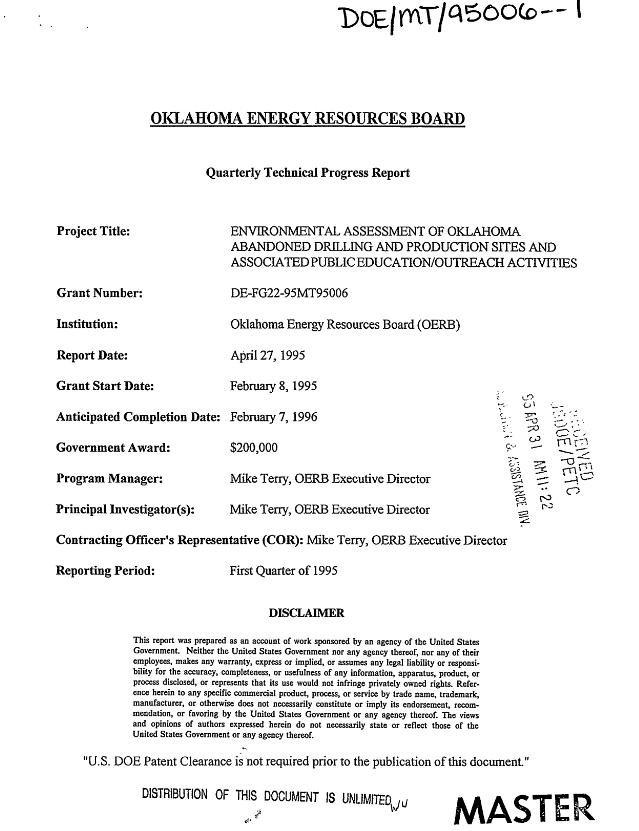 DOE/MT/95006--1
OKLAHOMA ENERGY RESOURCES BOARD
Quarterly Technical Progress Report
Project Title: ENVIRONMENTAL ASSESSMENT OF OKLAHOMA
ABANDONED DRILLING AND PRODUCTION SITES AND
ASSOCIATED PUBLIC EDUCATION/OUTREACH ACTIVITIES
Grant Number: DE-FG22-95MT95006
Institution: Oklahoma Energy Resources Board (OERB)
Report Date: April 27, 1995
Grant Start Date: February 8, 1995
Anticipated Completion Date: February 7, 1996
Government Award: $200,000
Program Manager: Mike Terry, OERB Executive Director
Principal Investigator(s): Mike Terry, OERB Executive Director
Contracting Officer's Representative (COR): Mike Terry, OERB Executive Director
Reporting Period: First Quarter of 1995
RECEIVED
USDOE/PETC
95 APR 31 AM 11:22
& ASSISTANCE DIV.
DISCLAIMER
This report was prepared as an account of work sponsored by an agency of the United States
Government. Neither the United States Government nor any agency thereof, nor any of their
employees, makes any warranty, express or implied, or assumes any legal liability or responsi-
bility for the accuracy, completeness, or usefulness of any information, apparatus, product, or
process disclosed, or represents that its use would not infringe privately owned rights. Refer-
ence herein to any specific commercial product, process, or service by trade name, trademark,
manufacturer, or otherwise does not necessarily constitute or imply its endorsement, recom-
mendation, or favoring by the United States Government or any agency thereof. The views
and opinions of authors expressed herein do not necessarily state or reflect those of the
United States Government or any agency thereof.
"U.S. DOE Patent Clearance is not required prior to the publication of this document."
DISTRIBUTION OF THIS DOCUMENT IS UNLIMITED
MASTER